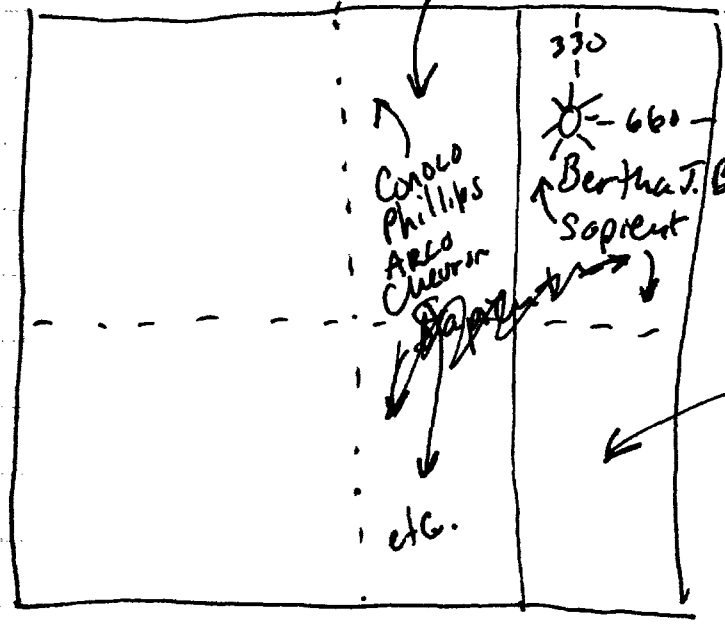 330
660
Conoco
Phillips
Arco
Chevron
Bertha J. B
Sapient
etc.